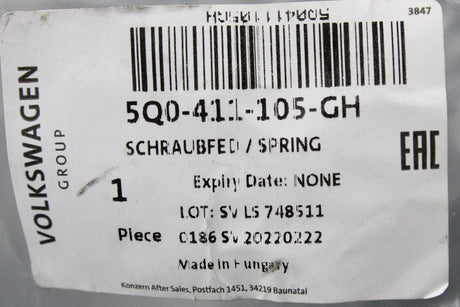 5Q0411105GH
3847
VOLKSWAGEN
GROUP
5Q0-411-105-GH
SCHRAUBFED / SPRING
EAC
1
Piece
Expiry Date: NONE
LOT: SV LS 748511
0186 SV 20220222
Made in Hungary
Konzern After Sales, Postfach 1451, 34219 Baunatal